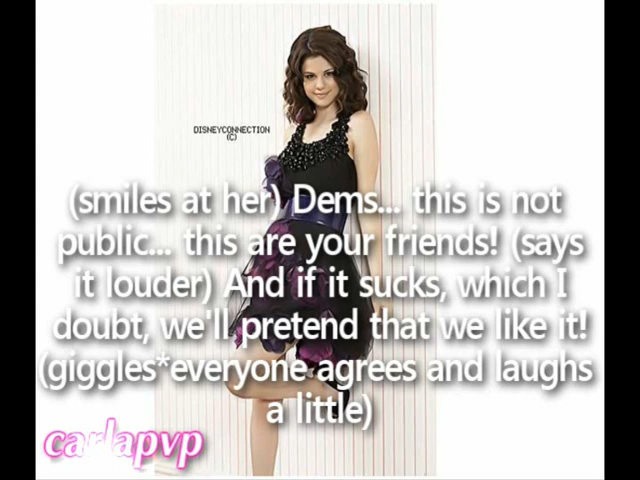 DISNEYCONNECTION
(C)
(smiles at her) Dems... this is not
public... this are your friends! (says
it louder) And if it sucks, which I
doubt, we'll pretend that we like it!
(giggles*everyone agrees and laughs
a little)
carlapvp